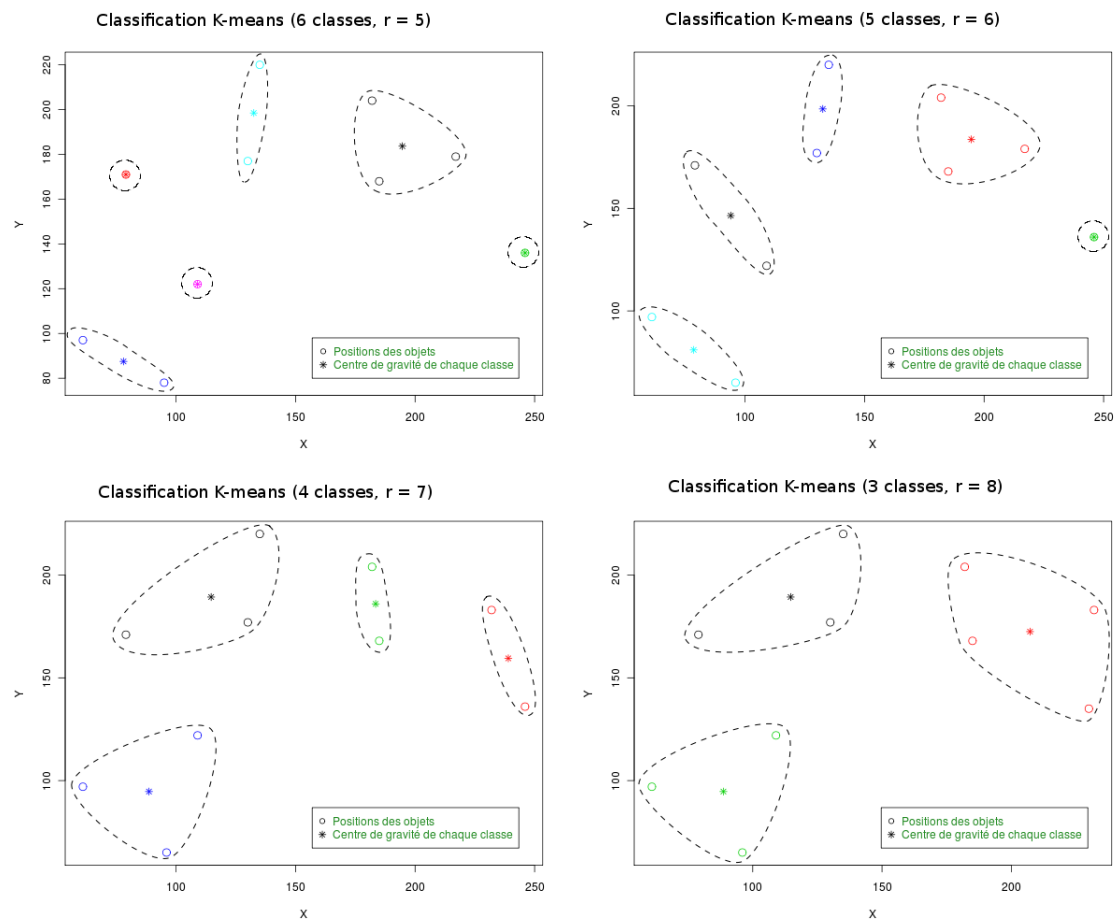 Classification K-means (6 classes, r = 5)
Y
220
200
180
160
140
120
100
80
100
150
200
250
X
Positions des objets
Centre de gravité de chaque classe
Classification K-means (5 classes, r = 6)
Y
200
150
100
100
150
200
250
X
Positions des objets
Centre de gravité de chaque classe
Classification K-means (4 classes, r = 7)
Y
200
150
100
100
150
200
250
X
Positions des objets
Centre de gravité de chaque classe
Classification K-means (3 classes, r = 8)
Y
200
150
100
100
150
200
X
Positions des objets
Centre de gravité de chaque classe